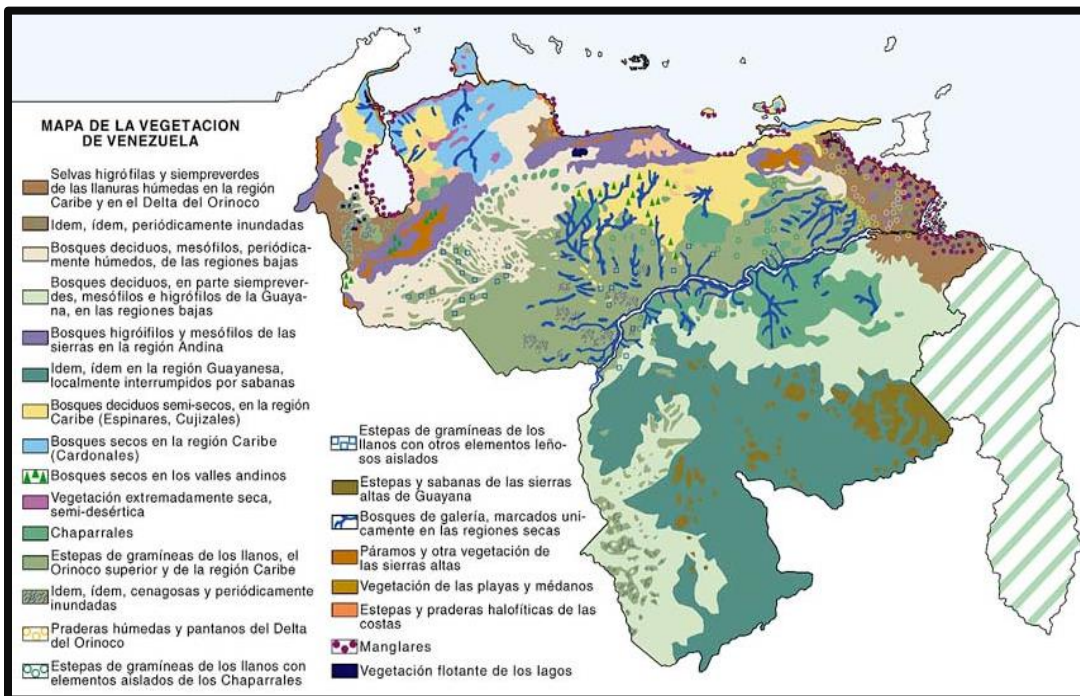 MAPA DE LA VEGETACION
DE VENEZUELA
Selvas higrófilas y siempreverdes
de las llanuras húmedas en la región
Caribe y en el Delta del Orinoco
Idem, ídem, periódicamente inundadas
Bosques deciduos, mesófilos, periódica-
mente húmedos, de las regiones bajas
Bosques deciduos, en parte siemprever-
des, mesófilos e higrófilos de la Guaya-
na, en las regiones bajas
Bosques higróifilos y mesófilos de las
sierras en la región Andina
Idem, ídem en la región Guayanesa,
localmente interrumpidos por sabanas
Bosques deciduos semi-secos, en la región
Caribe (Espinares, Cujizales)
Bosques secos en la región Caribe
(Cardonales)
Bosques secos en los valles andinos
Vegetación extremadamente seca,
semi-desértica
Chaparrales
Estepas de gramíneas de los llanos, el
Orinoco superior y de la región Caribe
Idem, ídem, cenagosas y periódicamente
inundadas
Praderas húmedas y pantanos del Delta
del Orinoco
Estepas de gramíneas de los llanos con
elementos aislados de los Chaparrales
Estepas de gramíneas de los
llanos con otros elementos leño-
sos aislados
Estepas y sabanas de las sierras
altas de Guayana
Bosques de galería, marcados uni-
camente en las regiones secas
Páramos y otra vegetación de
las sierras altas
Vegetación de las playas y médanos
Estepas y praderas halofíticas de las
costas
Manglares
Vegetación flotante de los lagos